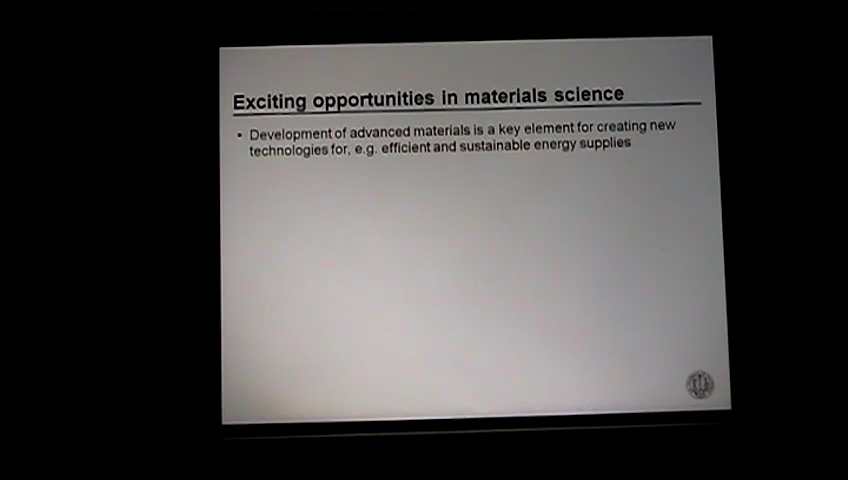 Exciting opportunities in materials science
• Development of advanced materials is a key element for creating new
technologies for, e.g. efficient and sustainable energy supplies